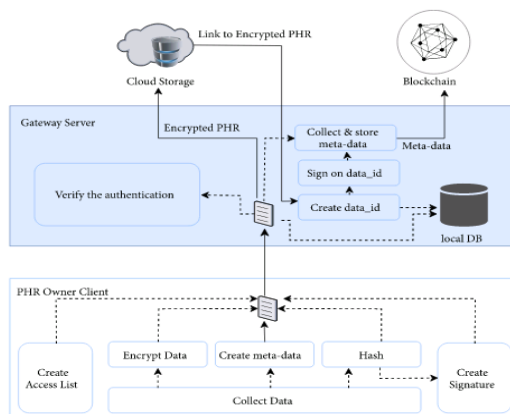 Link to Encrypted PHR
Cloud Storage
Blockchain
Gateway Server
Encrypted PHR
Collect & store
meta-data
Meta-data
Sign on data_id
Verify the authentication
Create data_id
local DB
PHR Owner Client
Create
Access List
Encrypt Data
Create meta-data
Hash
Create
Signature
Collect Data